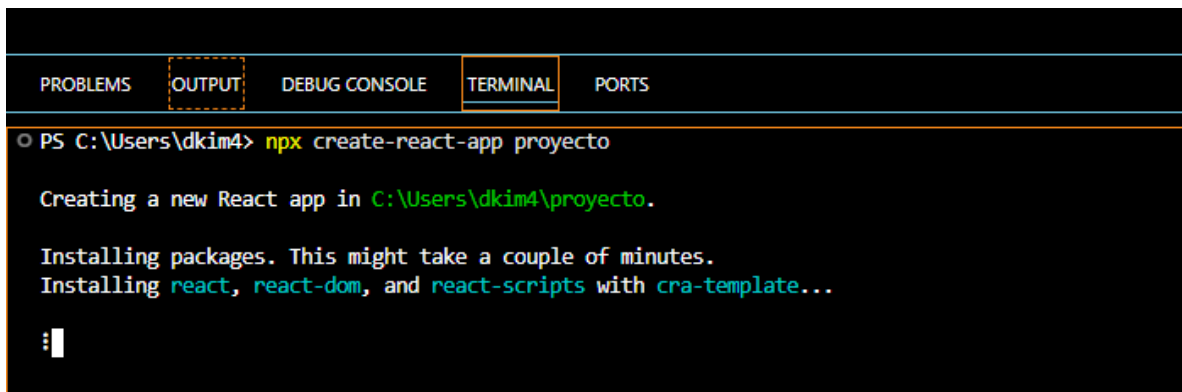 PROBLEMS OUTPUT DEBUG CONSOLE TERMINAL PORTS
PS C:\Users\dkim4> npx create-react-app proyecto
Creating a new React app in C:\Users\dkim4\proyecto.
Installing packages. This might take a couple of minutes.
Installing react, react-dom, and react-scripts with cra-template...